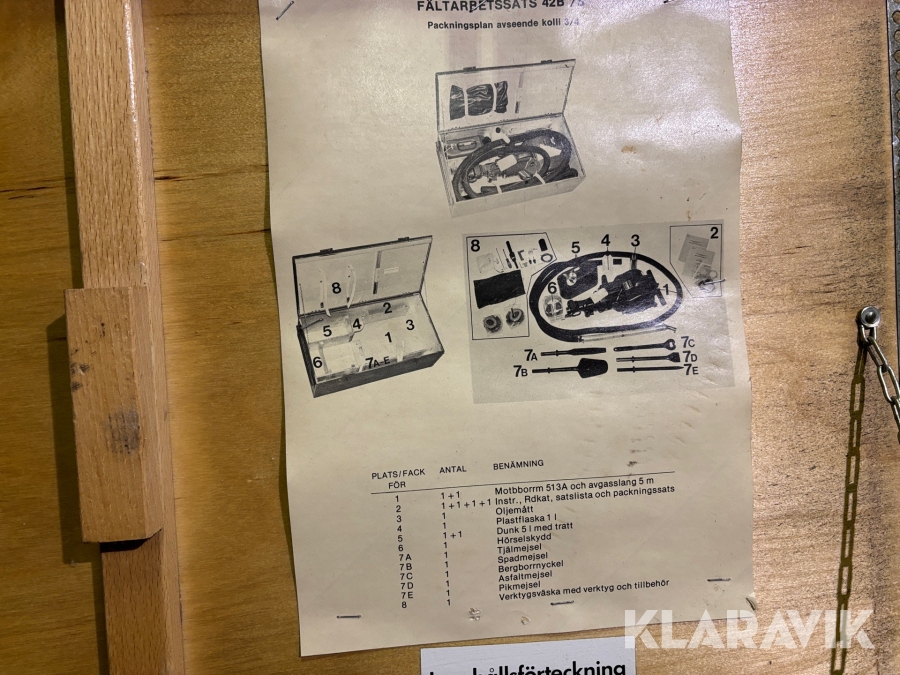 FÄLTARBETSSATS 42B 75
Packningsplan avseende kolli 3/4
8
5
4
2
1
3
6
7A-E
8
5
4
3
2
6
1
7A
7B
7C
7D
7E
PLATS/FACK FÖR ANTAL BENÄMNING
1 1+1 Motbborrm 513A och avgasslang 5 m
2 1+1+1+1 Instr., Rdkat, satslista och packningssats
3 1 Oljemått
4 1 Plastflaska 1 l
5 1 Dunk 5 l med tratt
6 1+1 Hörselskydd
7A 1 Tjälmejsel
7B 1 Spadmejsel
7C 1 Bergborrnyckel
7D 1 Asfaltmejsel
7E 1 Pikmejsel
8 1 Verktygsväska med verktyg och tillbehör
KLARAVIK